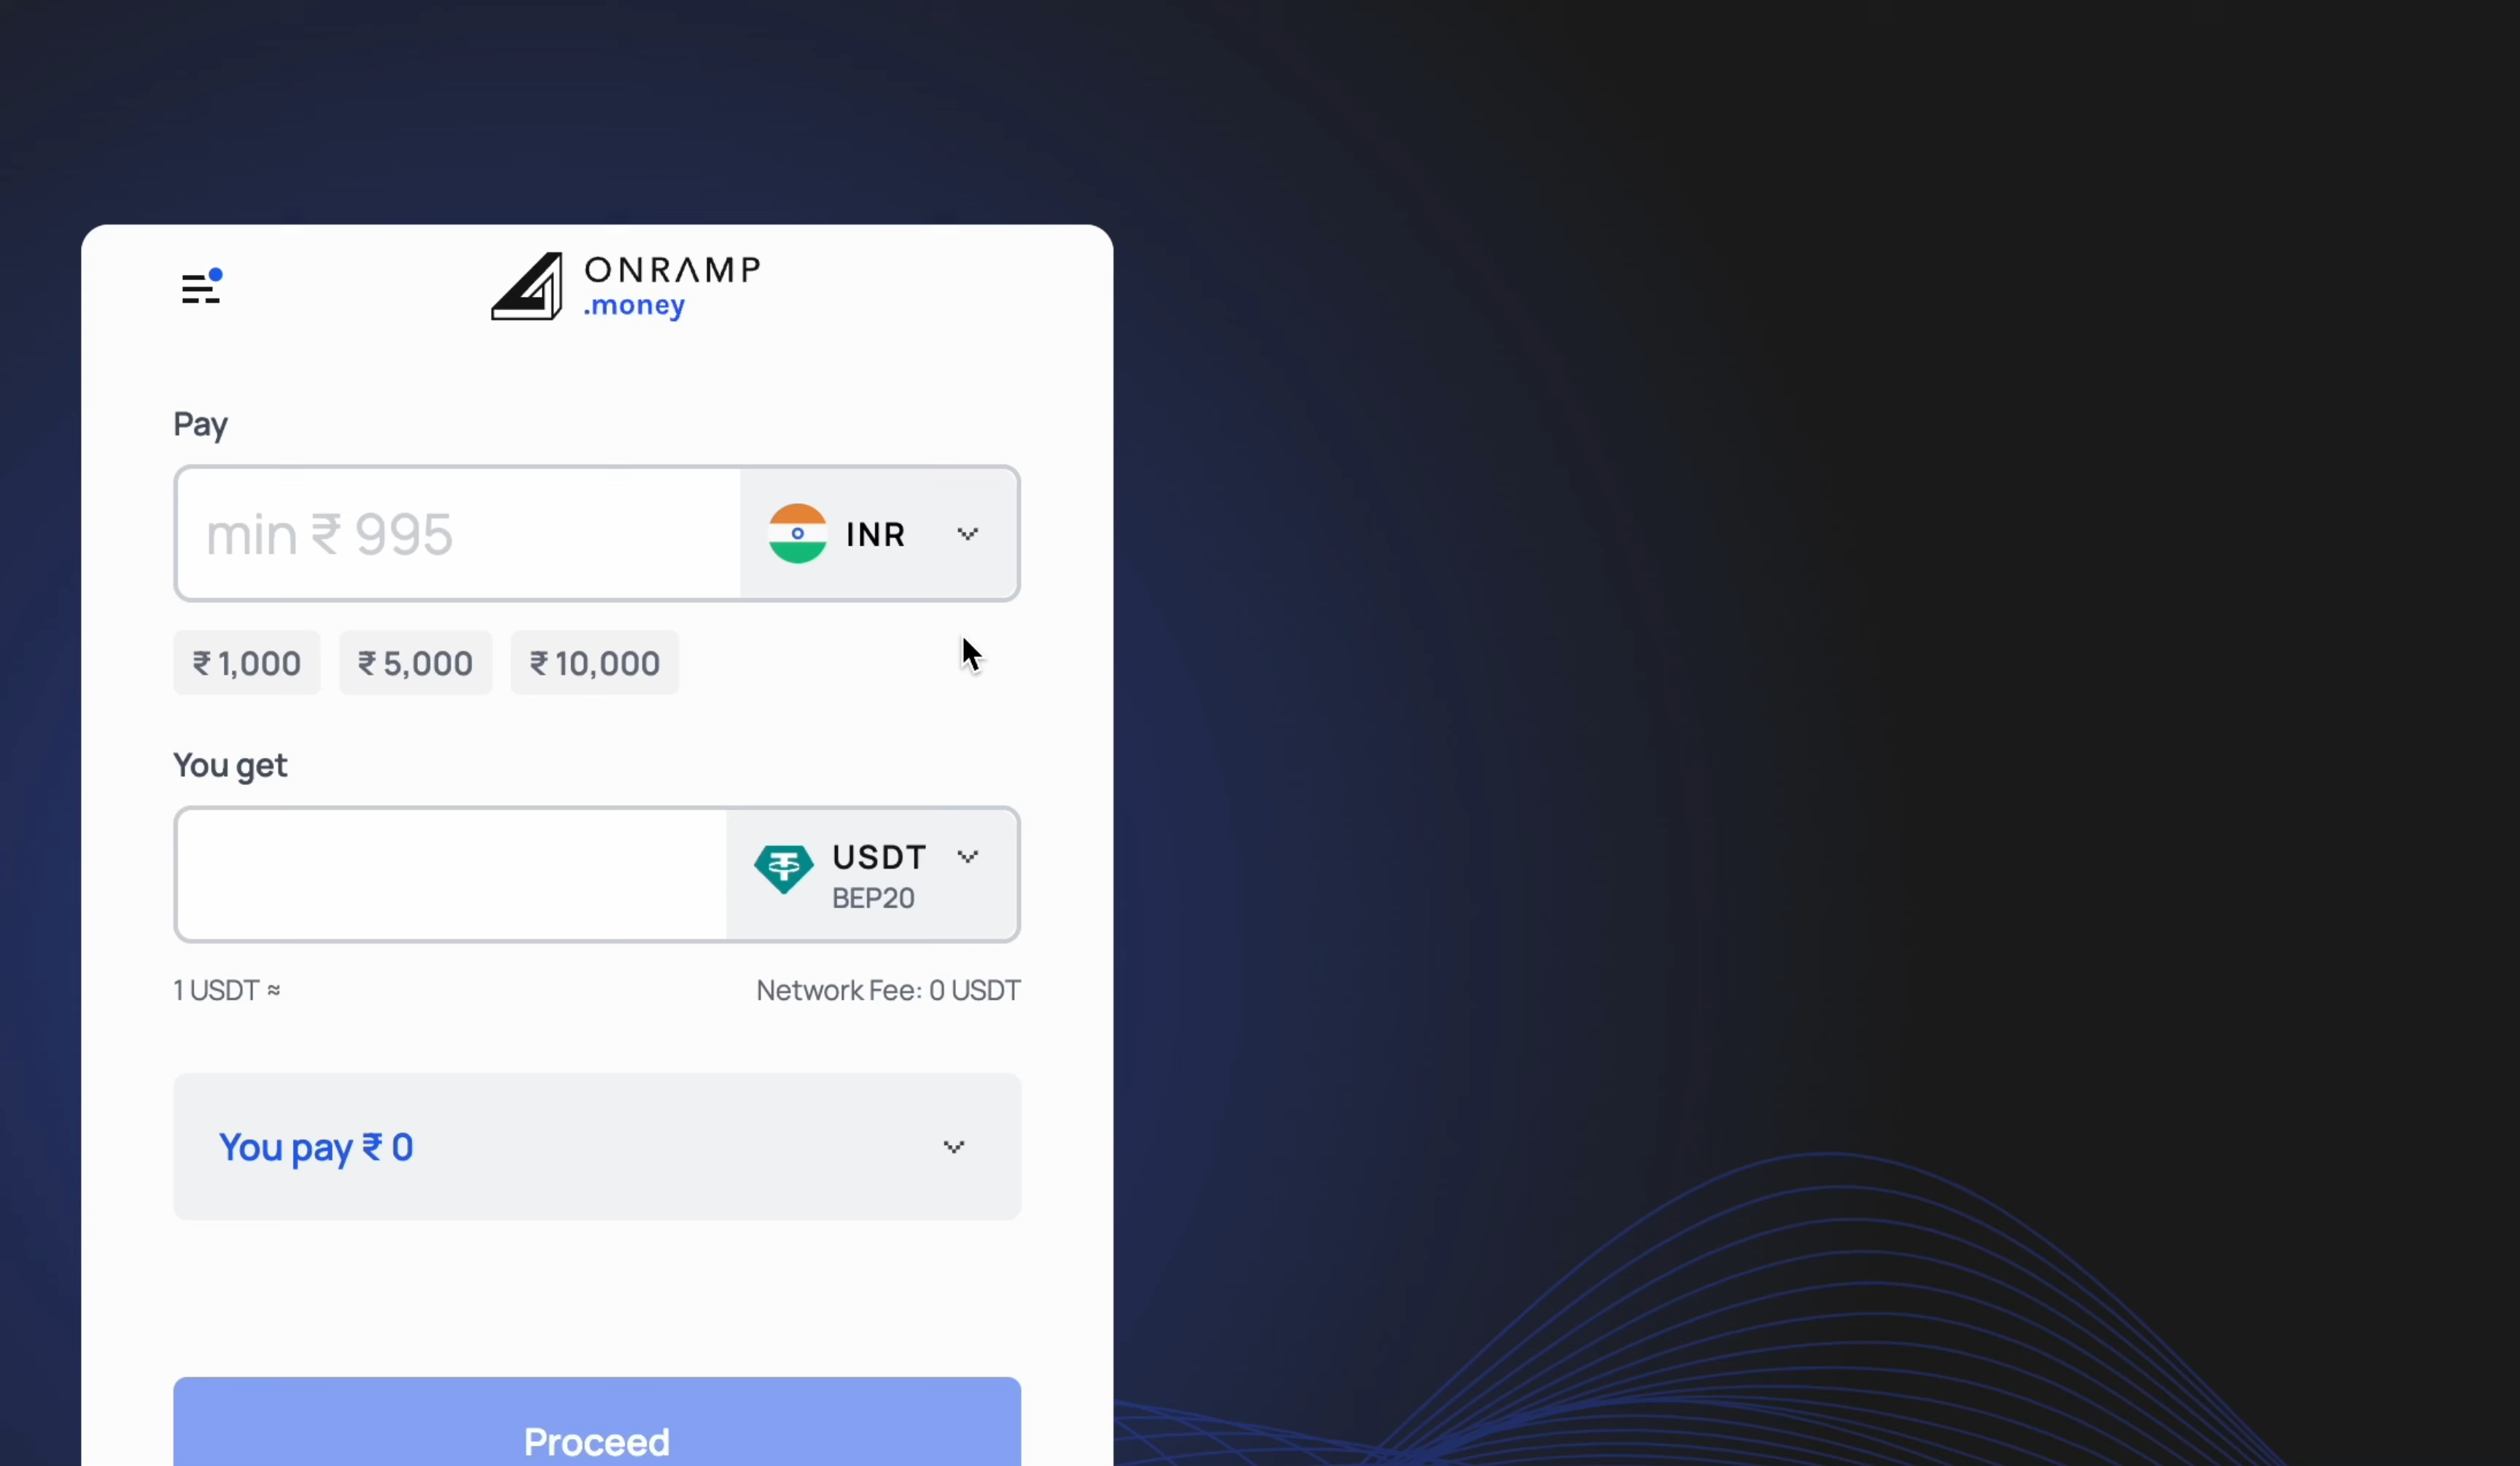 ONRAMP
.money
Pay
min ₹ 995
INR
₹ 1,000
₹ 5,000
₹ 10,000
You get
USDT
BEP20
1 USDT ≈
Network Fee: 0 USDT
You pay ₹ 0
Proceed